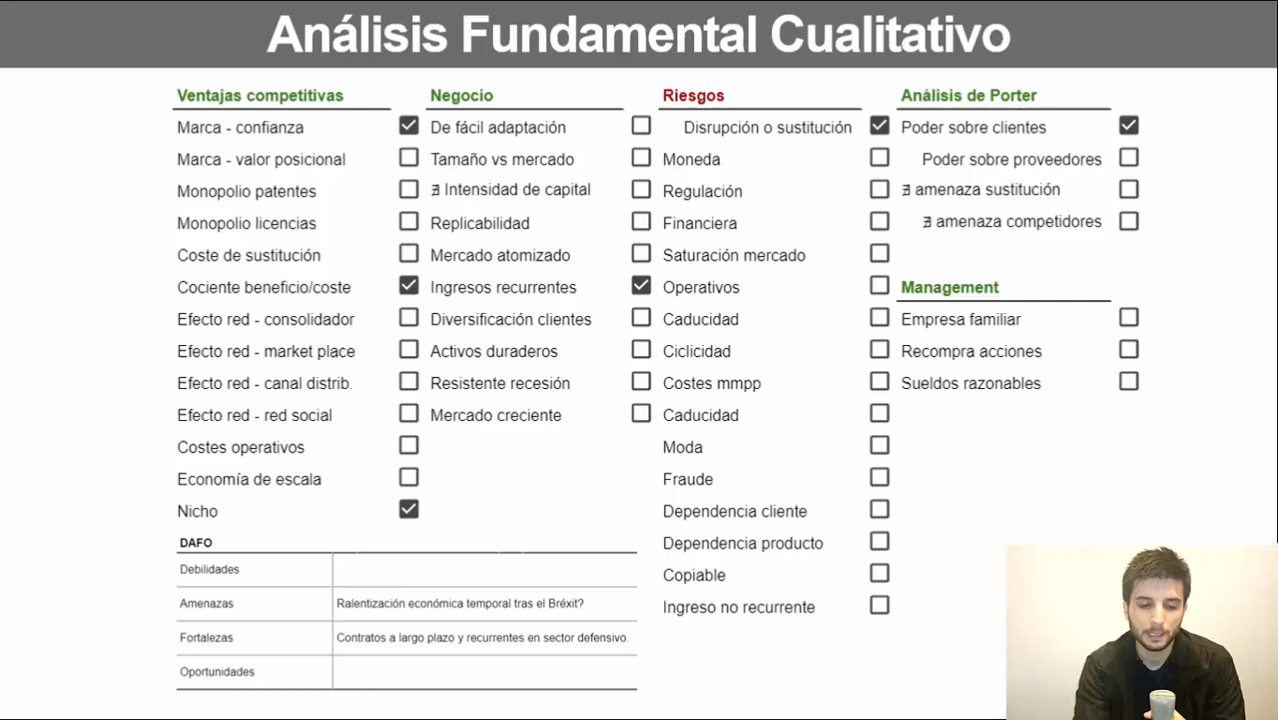 Análisis Fundamental Cualitativo
Ventajas competitivas
Marca - confianza
Marca - valor posicional
Monopolio patentes
Monopolio licencias
Coste de sustitución
Cociente beneficio/coste
Efecto red - consolidador
Efecto red - market place
Efecto red - canal distrib.
Efecto red - red social
Costes operativos
Economía de escala
Nicho
Negocio
De fácil adaptación
Tamaño vs mercado
∄ Intensidad de capital
Replicabilidad
Mercado atomizado
Ingresos recurrentes
Diversificación clientes
Activos duraderos
Resistente recesión
Mercado creciente
Riesgos
Disrupción o sustitución
Moneda
Regulación
Financiera
Saturación mercado
Operativos
Caducidad
Ciclicidad
Costes mmpp
Caducidad
Moda
Fraude
Dependencia cliente
Dependencia producto
Copiable
Ingreso no recurrente
Análisis de Porter
Poder sobre clientes
Poder sobre proveedores
∄ amenaza sustitución
∄ amenaza competidores
Management
Empresa familiar
Recompra acciones
Sueldos razonables
DAFO
Debilidades
Amenazas Ralentización económica temporal tras el Bréxit?
Fortalezas Contratos a largo plazo y recurrentes en sector defensivo.
Oportunidades